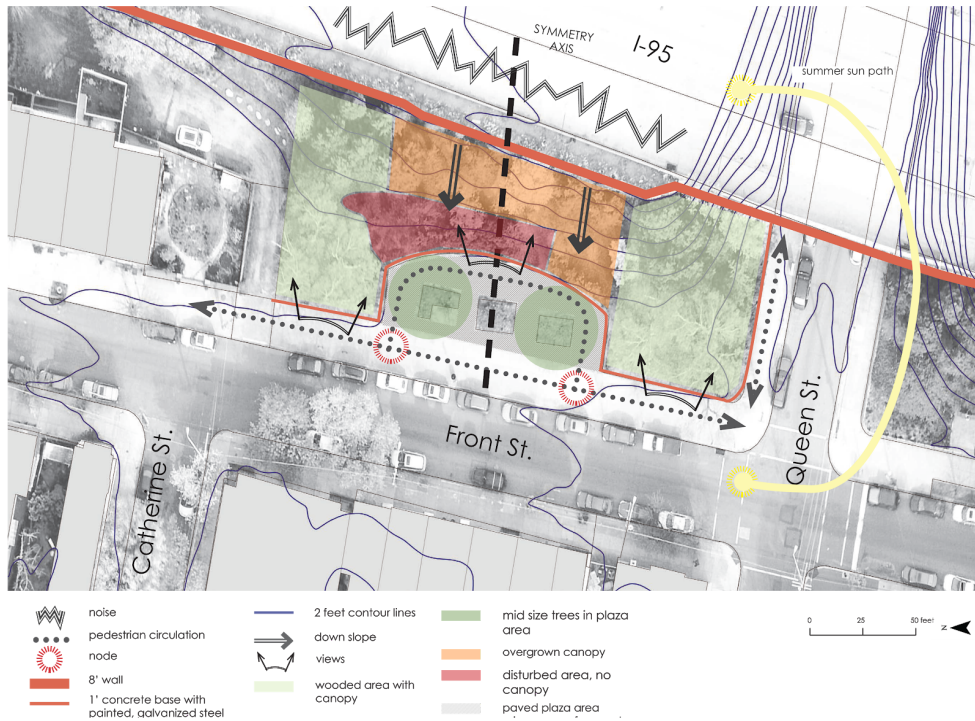 SYMMETRY
AXIS
I-95
summer sun path
Front St.
Queen St.
Catherine St.
noise
pedestrian circulation
node
8' wall
1' concrete base with
painted, galvanized steel
2 feet contour lines
down slope
views
wooded area with
canopy
mid size trees in plaza
area
overgrown canopy
disturbed area, no
canopy
paved plaza area
0 25 50 feet
N